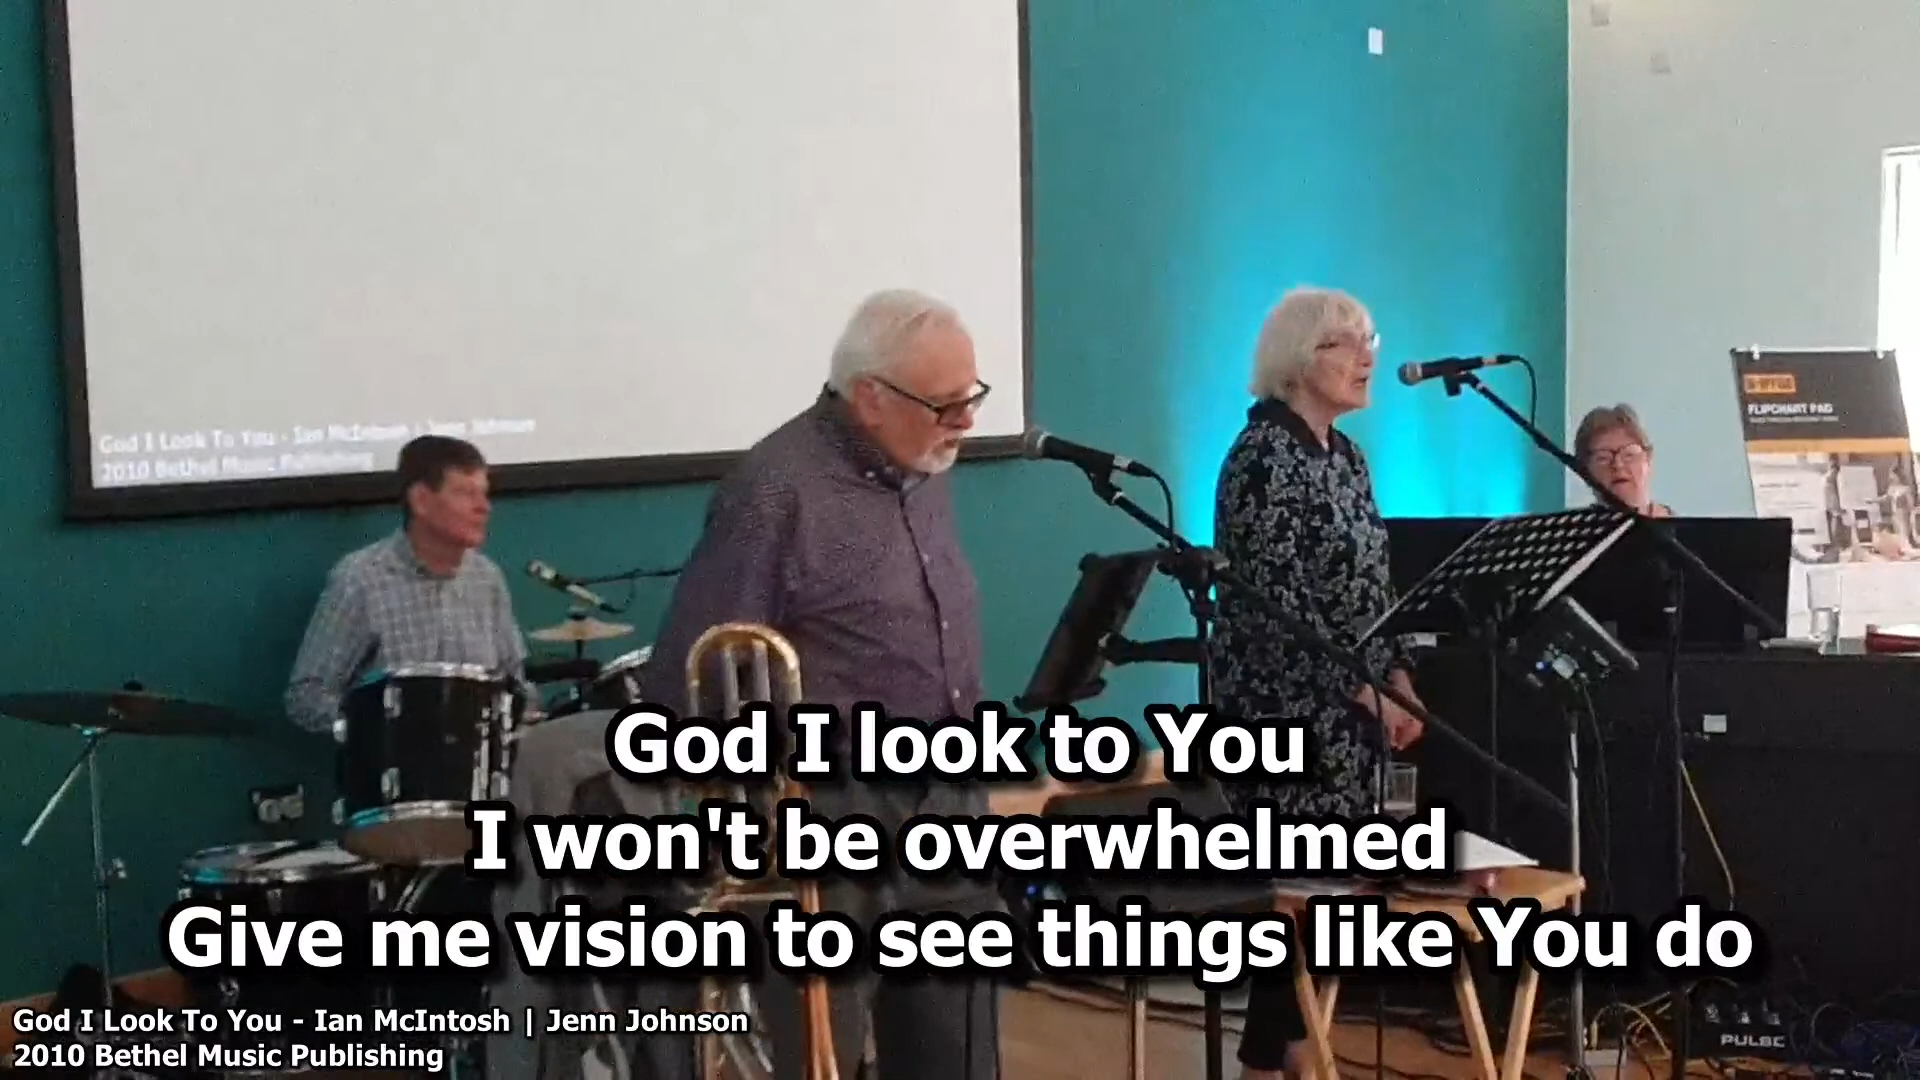 God I Look To You - Ian McIntosh | Jenn Johnson
2010 Bethel Music Publishing
FLIPCHART PAD
God I look to You
I won't be overwhelmed
Give me vision to see things like You do
God I Look To You - Ian McIntosh | Jenn Johnson
2010 Bethel Music Publishing
PULSE